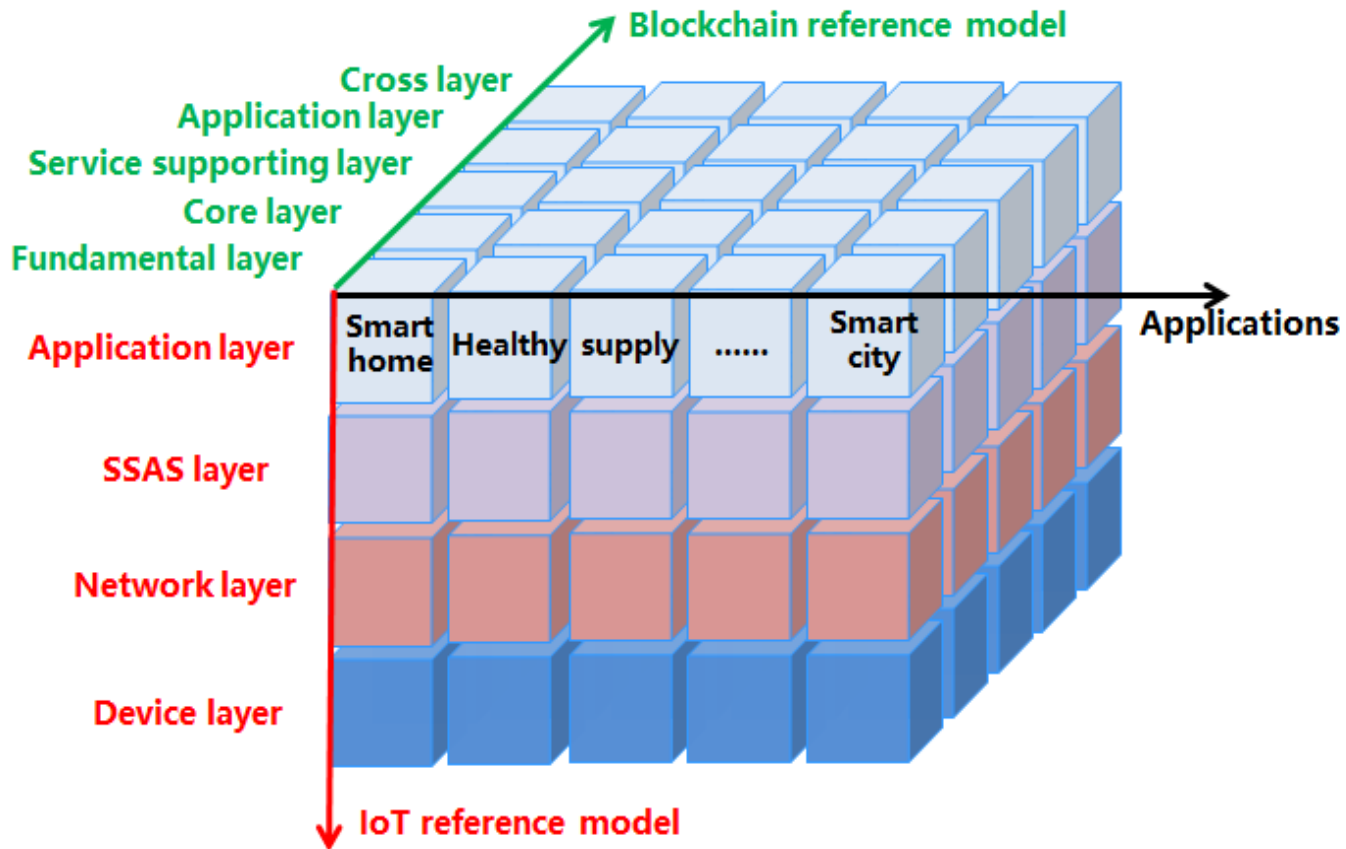 Blockchain reference model
Cross layer
Application layer
Service supporting layer
Core layer
Fundamental layer
Applications
Application layer
Smart
home
Healthy
supply
......
Smart
city
SSAS layer
Network layer
Device layer
IoT reference model